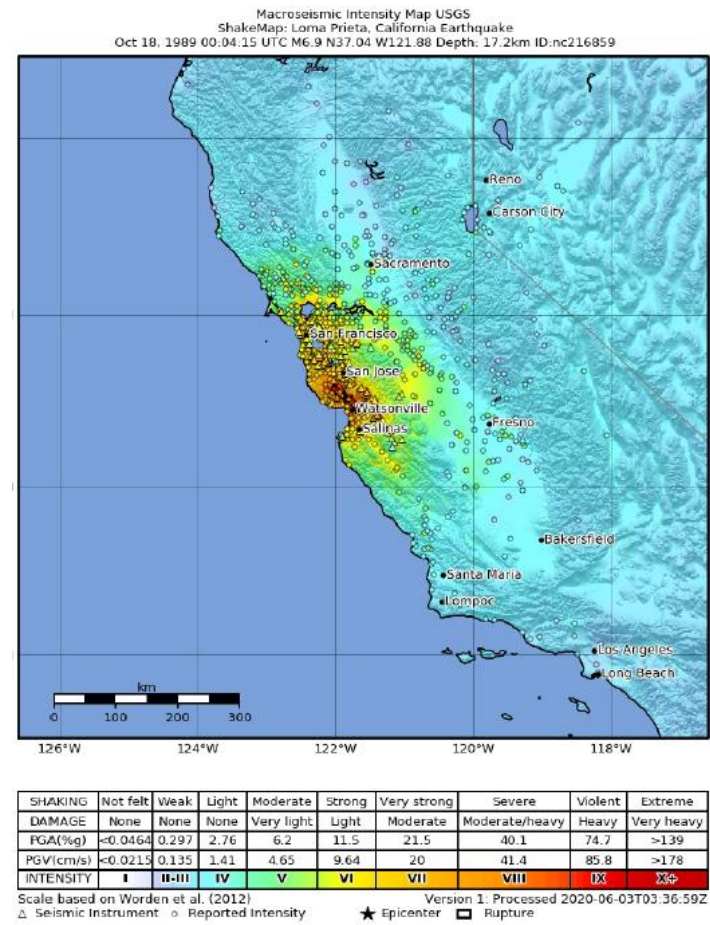 Macroseismic Intensity Map USGS
ShakeMap: Loma Prieta, California Earthquake
Oct 18, 1989 00:04:15 UTC M6.9 N37.04 W121.88 Depth: 17.2km ID:nc216859
Reno
Carson City
Sacramento
San Francisco
San Jose
Watsonville
Salinas
Fresno
Bakersfield
Santa Maria
Lompoc
Los Angeles
Long Beach
km
0 100 200 300
126°W 124°W 122°W 120°W 118°W
SHAKING Not felt Weak Light Moderate Strong Very strong Severe Violent Extreme
DAMAGE None None None Very light Light Moderate Moderate/heavy Heavy Very heavy
PGA(%g) <0.0464 0.297 2.76 6.2 11.5 21.5 40.1 74.7 >139
PGV(cm/s) <0.0215 0.135 1.41 4.65 9.64 20 41.4 85.8 >178
INTENSITY I II-III IV V VI VII VIII IX X+
Scale based on Worden et al. (2012) Version 1: Processed 2020-06-03T03:36:59Z
△ Seismic Instrument ○ Reported Intensity ★ Epicenter □ Rupture